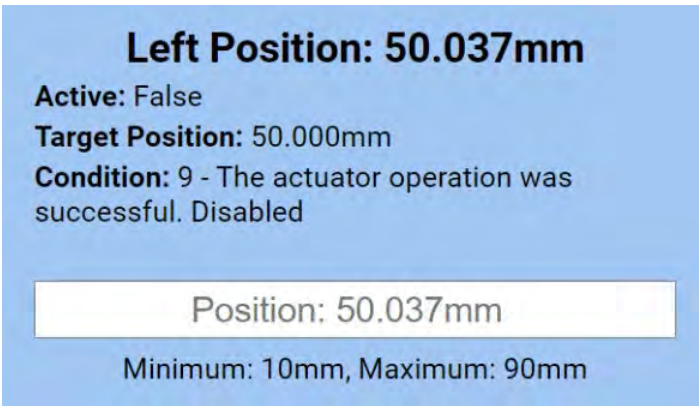 Left Position: 50.037mm
Active: False
Target Position: 50.000mm
Condition: 9 - The actuator operation was
successful. Disabled
Position: 50.037mm
Minimum: 10mm, Maximum: 90mm